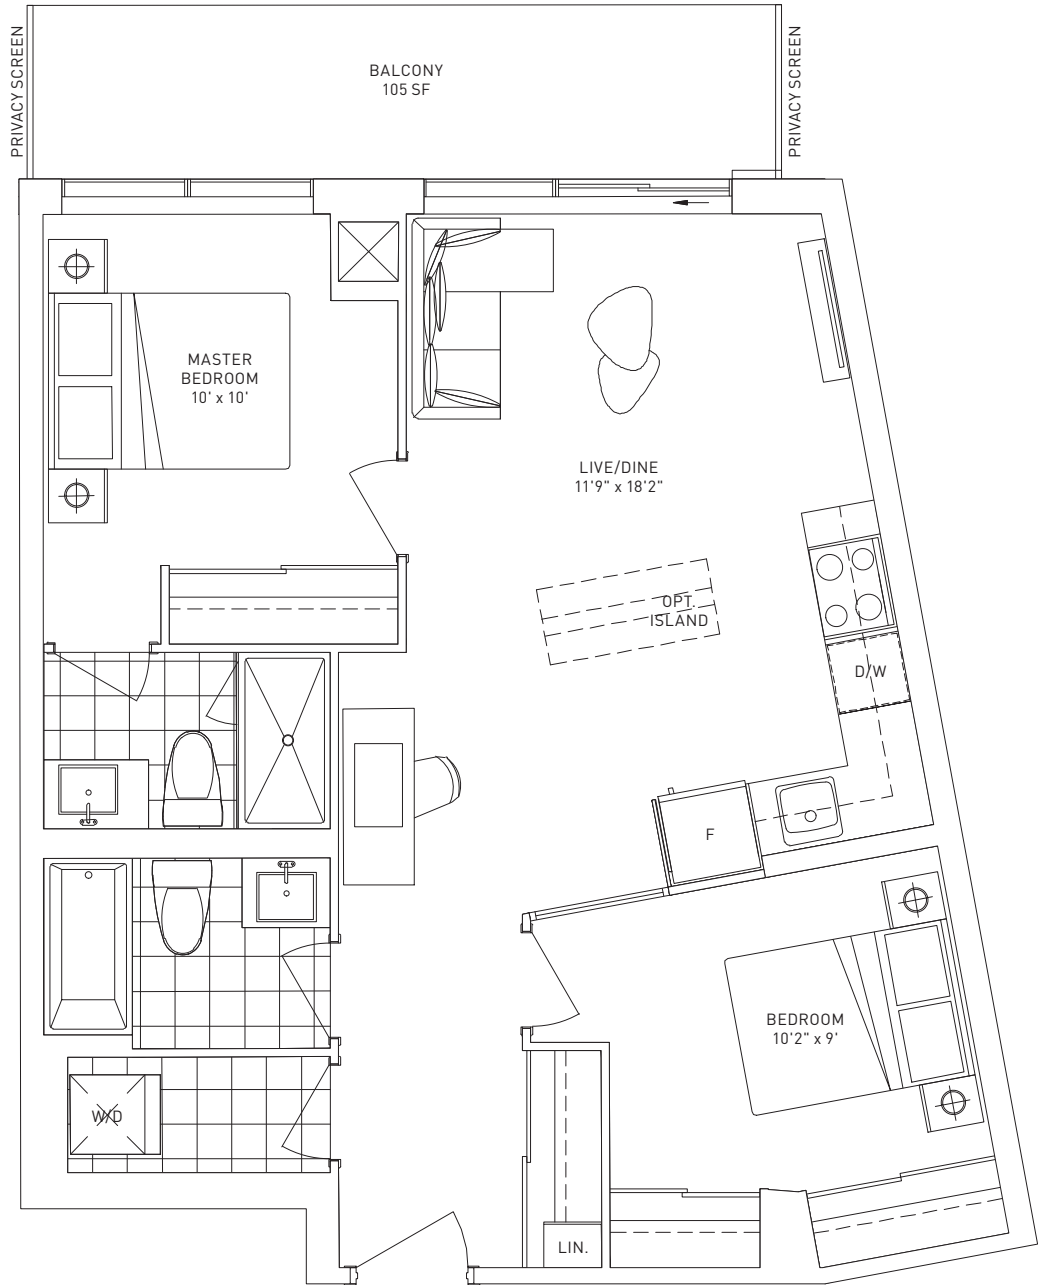 PRIVACY SCREEN
BALCONY
105 SF
PRIVACY SCREEN
MASTER
BEDROOM
10' x 10'
LIVE/DINE
11'9" x 18'2"
OPT.
ISLAND
D/W
F
BEDROOM
10'2" x 9'
W/D
LIN.